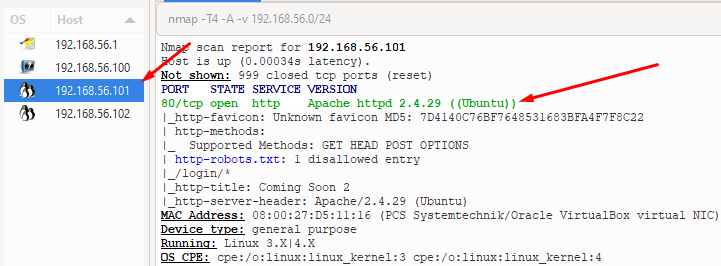 OS Host
192.168.56.1
192.168.56.100
192.168.56.101
192.168.56.102
nmap -T4 -A -v 192.168.56.0/24
Nmap scan report for 192.168.56.101
Host is up (0.00034s latency).
Not shown: 999 closed tcp ports (reset)
PORT STATE SERVICE VERSION
80/tcp open http Apache httpd 2.4.29 ((Ubuntu))
|_http-favicon: Unknown favicon MD5: 7D4140C76BF7648531683BFA4F7F8C22
| http-methods:
|_ Supported Methods: GET HEAD POST OPTIONS
| http-robots.txt: 1 disallowed entry
|_/login/*
|_http-title: Coming Soon 2
|_http-server-header: Apache/2.4.29 (Ubuntu)
MAC Address: 08:00:27:D5:11:16 (PCS Systemtechnik/Oracle VirtualBox virtual NIC)
Device type: general purpose
Running: Linux 3.X|4.X
OS CPE: cpe:/o:linux:linux_kernel:3 cpe:/o:linux:linux_kernel:4